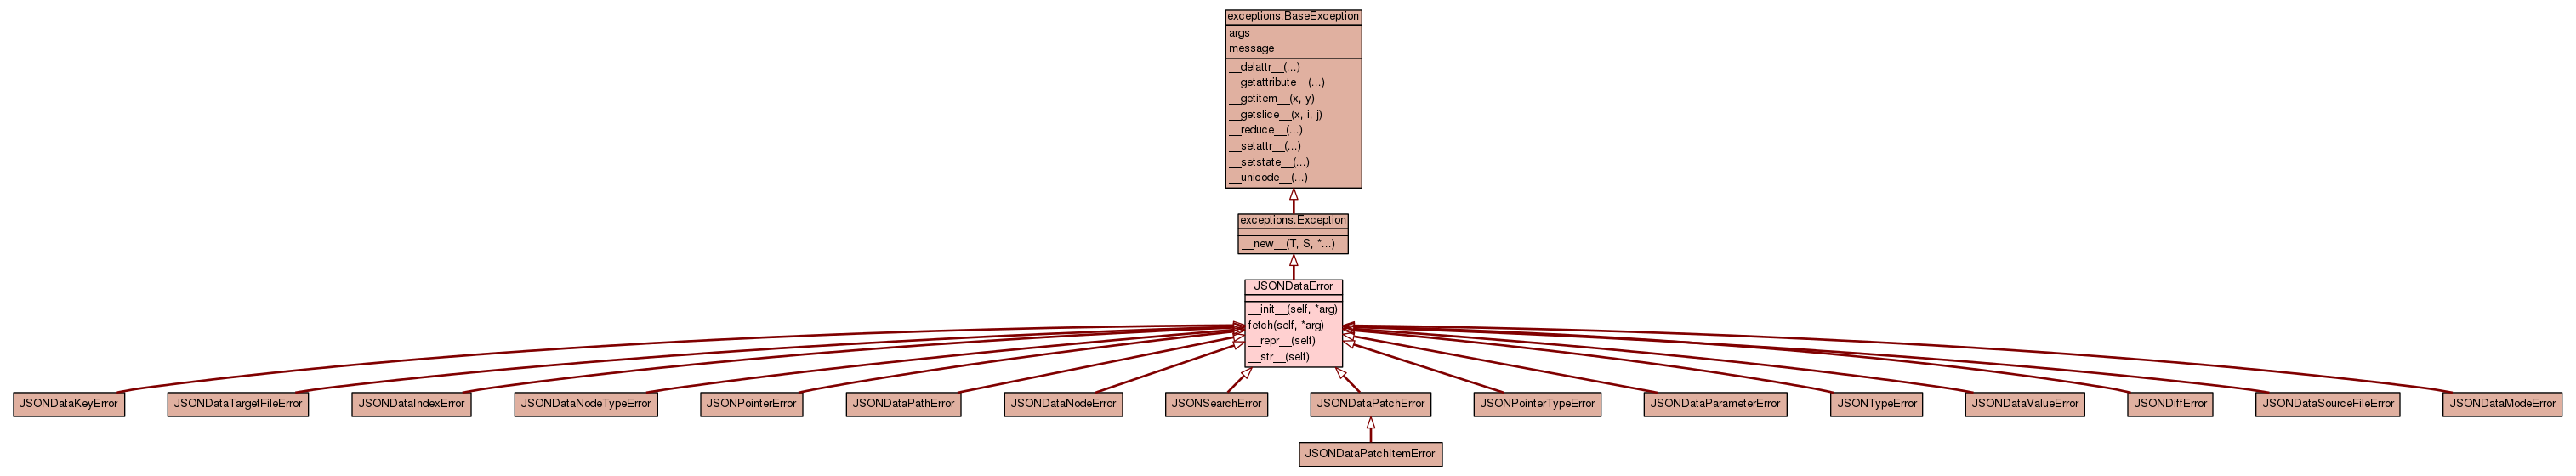 exceptions.BaseException
args
message
__delattr__(...)
__getattribute__(...)
__getitem__(x, y)
__getslice__(x, i, j)
__reduce__(...)
__setattr__(...)
__setstate__(...)
__unicode__(...)
exceptions.Exception
__new__(T, S, *...)
JSONDataError
__init__(self, *arg)
fetch(self, *arg)
__repr__(self)
__str__(self)
JSONDataKeyError
JSONDataTargetFileError
JSONDataIndexError
JSONDataNodeTypeError
JSONPointerError
JSONDataPathError
JSONDataNodeError
JSONSearchError
JSONDataPatchError
JSONPointerTypeError
JSONDataParameterError
JSONTypeError
JSONDataValueError
JSONDiffError
JSONDataSourceFileError
JSONDataModeError
JSONDataPatchItemError